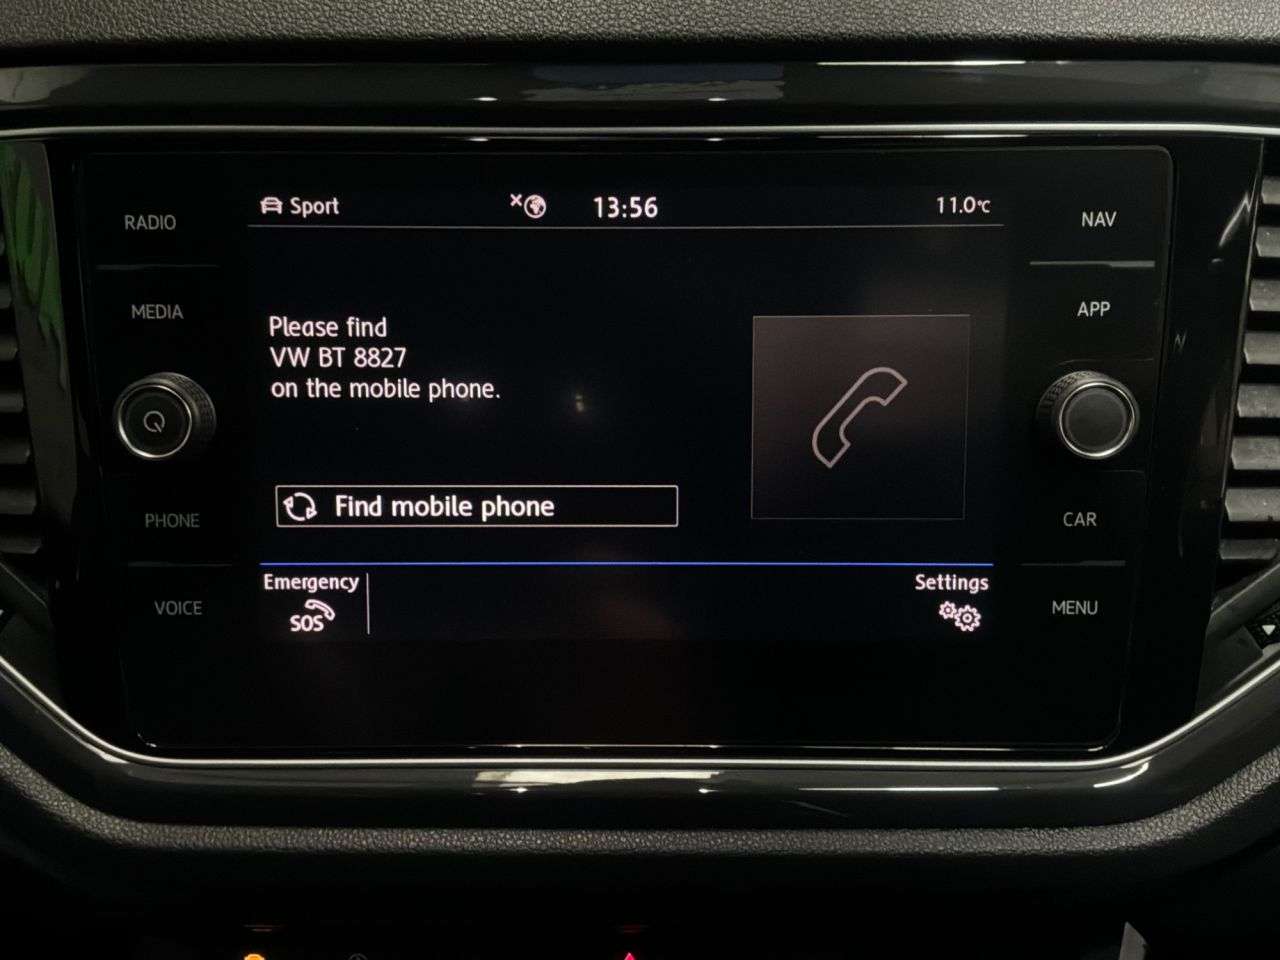 Sport
13:56
11.0°C
RADIO
MEDIA
PHONE
VOICE
Please find
VW BT 8827
on the mobile phone.
Find mobile phone
Emergency
SOS
Settings
NAV
APP
CAR
MENU